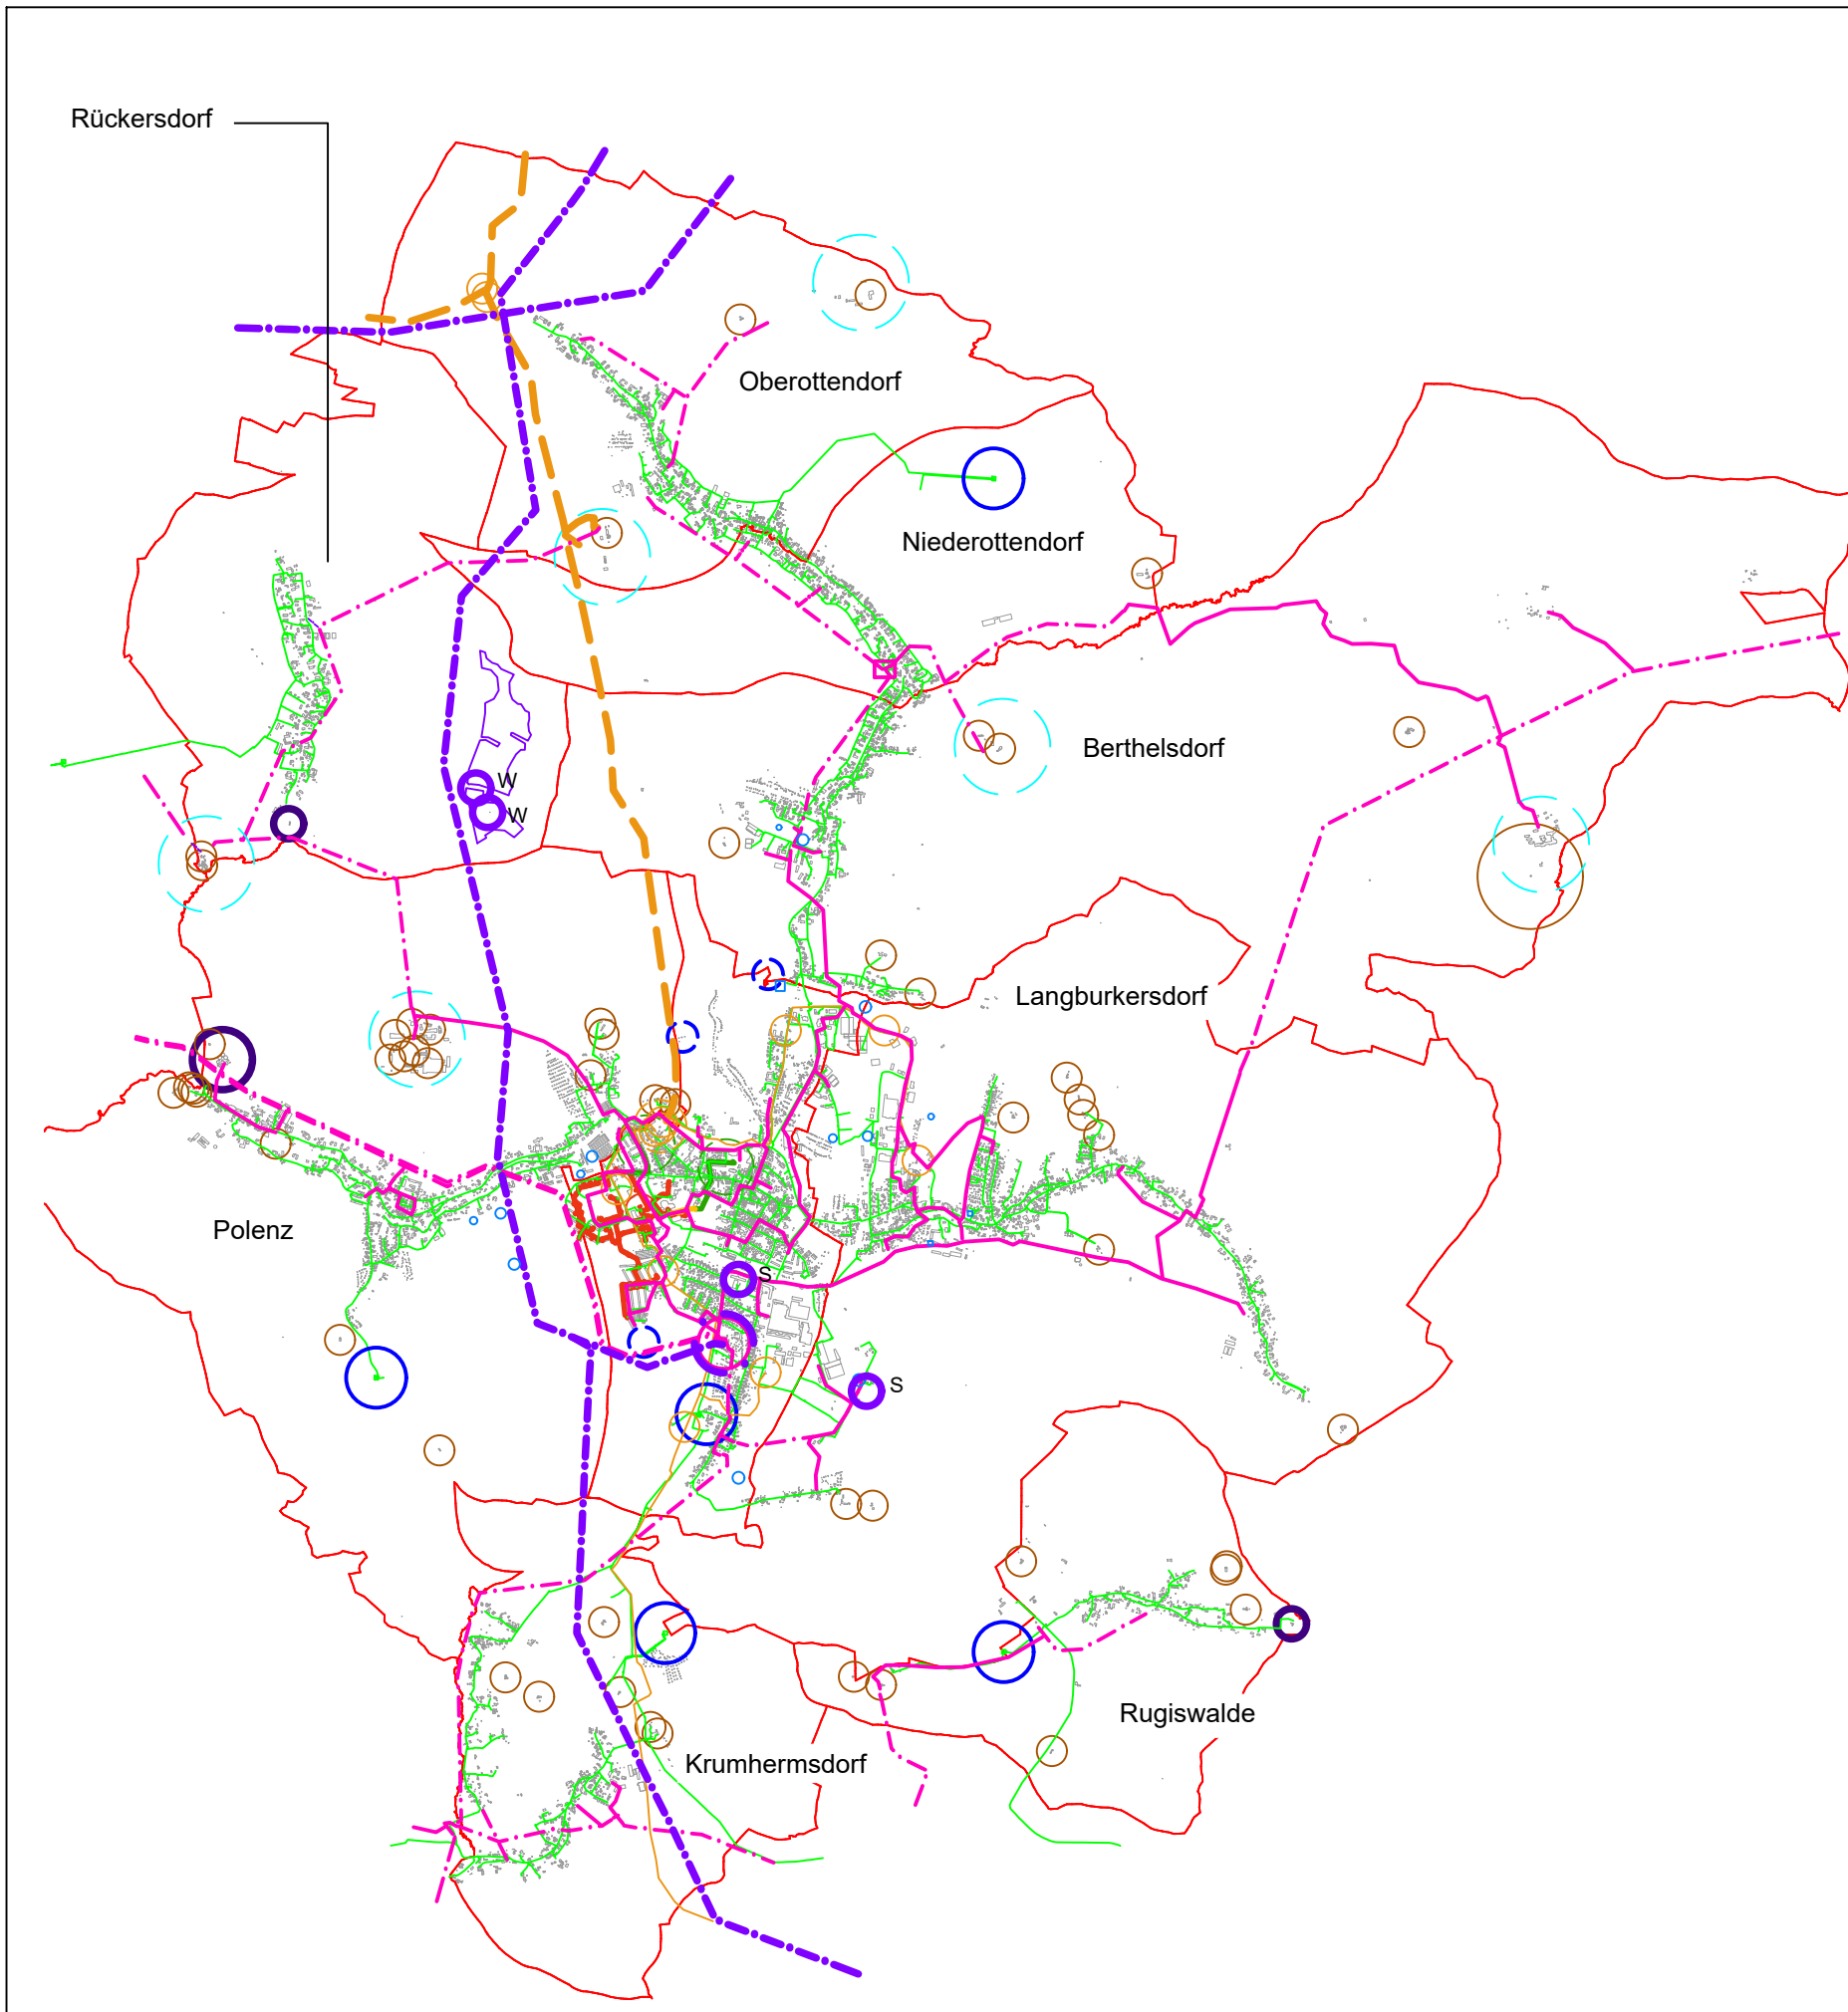 Rückersdorf
Oberottendorf
Niederottendorf
Berthelsdorf
W
W
Langburkersdorf
Polenz
S
S
Rugiswalde
Krumhermsdorf